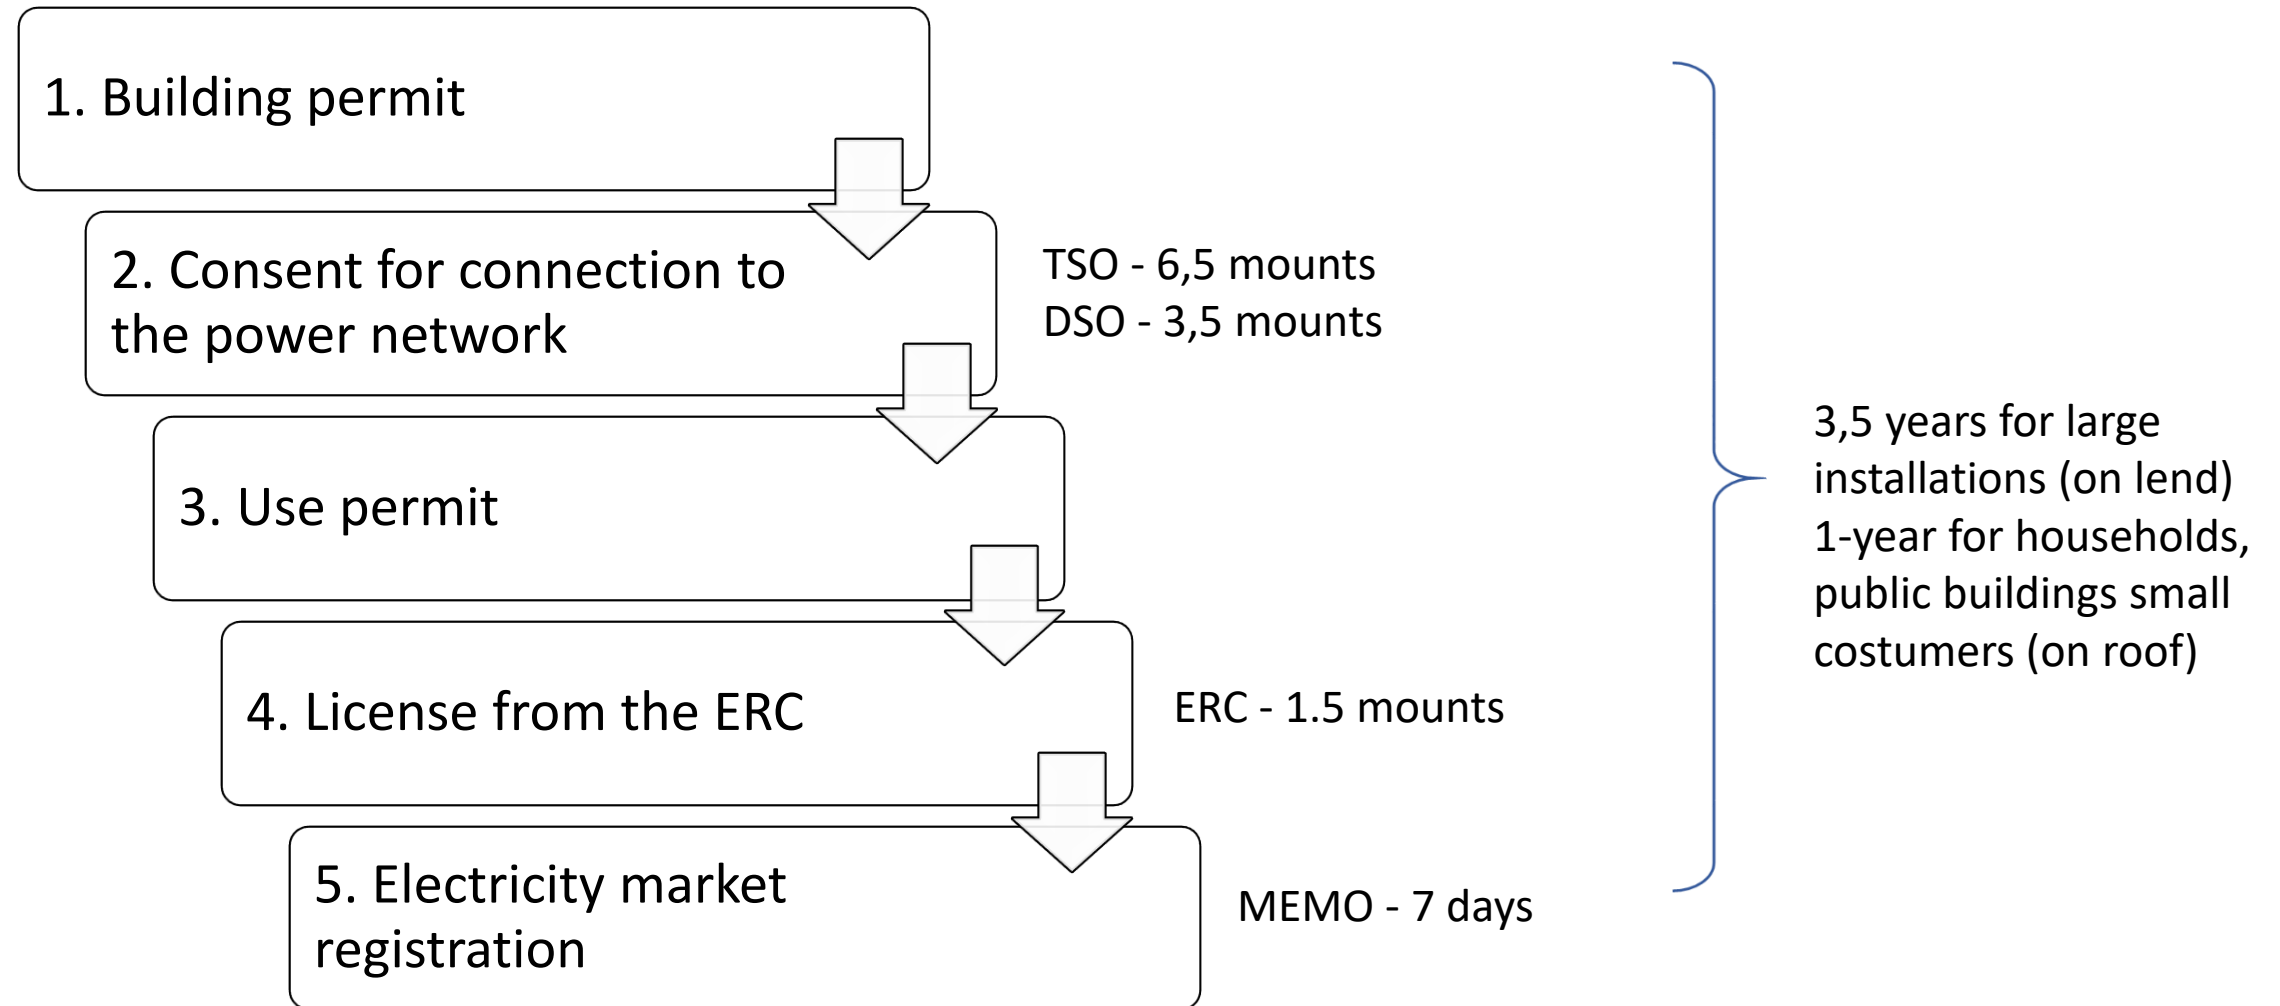 1. Building permit
2. Consent for connection to
the power network
TSO - 6,5 mounts
DSO - 3,5 mounts
3. Use permit
4. License from the ERC
ERC - 1.5 mounts
5. Electricity market
registration
MEMO - 7 days
3,5 years for large
installations (on lend)
1-year for households,
public buildings small
costumers (on roof)